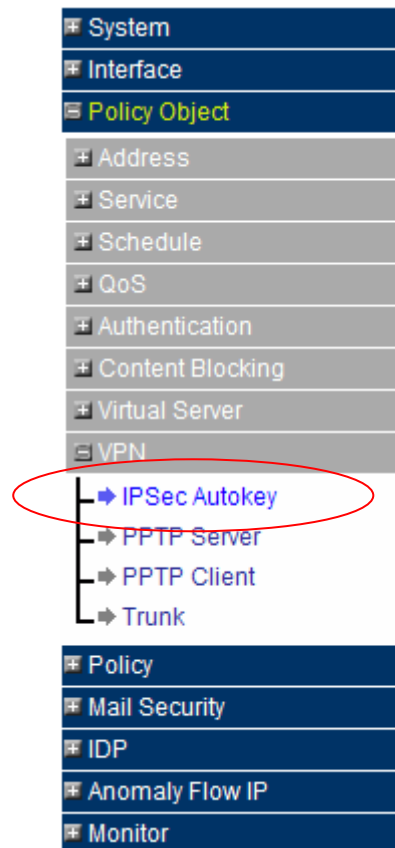 System
Interface
Policy Object
Address
Service
Schedule
QoS
Authentication
Content Blocking
Virtual Server
VPN
IPSec Autokey
PPTP Server
PPTP Client
Trunk
Policy
Mail Security
IDP
Anomaly Flow IP
Monitor